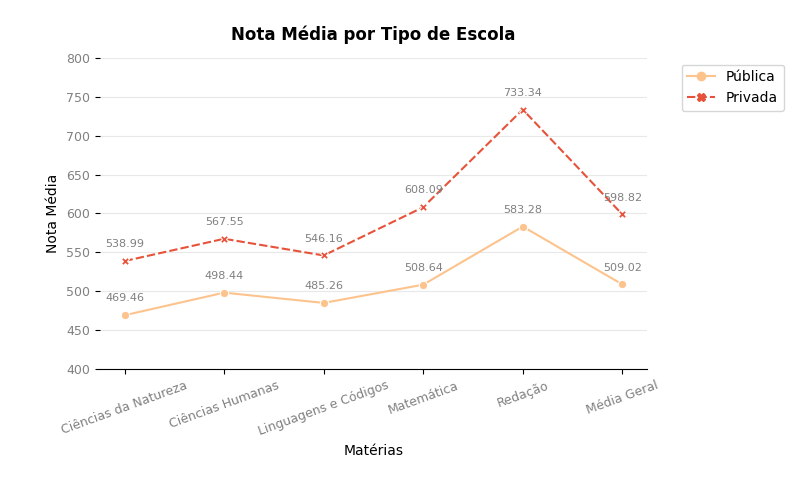 Nota Média por Tipo de Escola
Pública
Privada
Nota Média
800
750
700
650
600
550
500
450
400
538.99
567.55
546.16
608.09
733.34
598.82
469.46
498.44
485.26
508.64
583.28
509.02
Ciências da Natureza
Ciências Humanas
Linguagens e Códigos
Matemática
Redação
Média Geral
Matérias